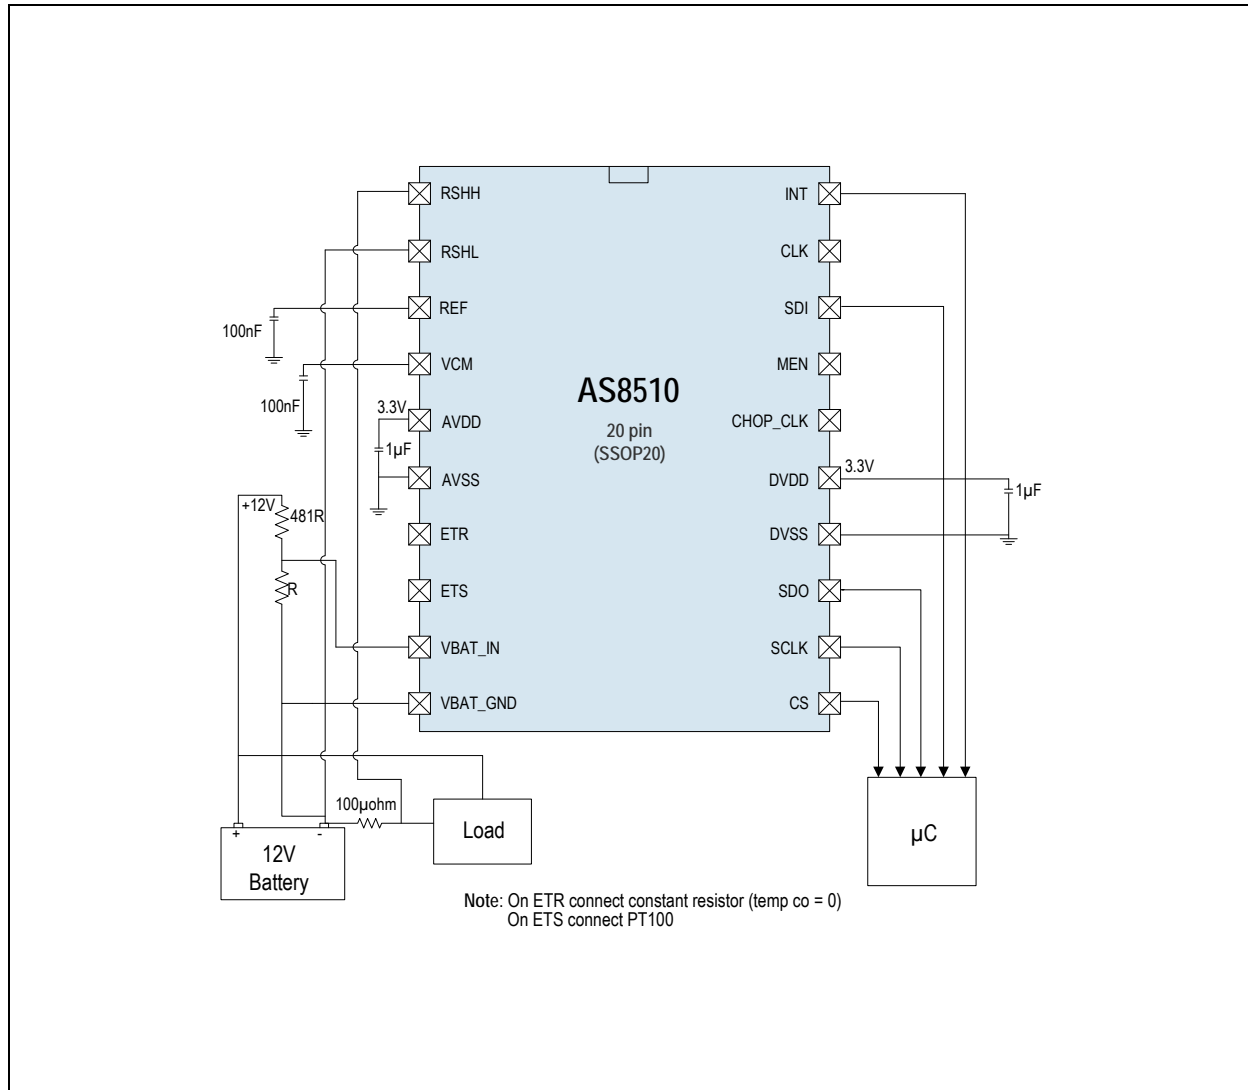 RSHH
INT
RSHL
CLK
REF
SDI
100nF
VCM
MEN
100nF
AS8510
3.3V
AVDD
CHOP_CLK
20 pin
(SSOP20)
1µF
AVSS
3.3V
DVDD
1µF
+12V
481R
ETR
DVSS
R
ETS
SDO
VBAT_IN
SCLK
VBAT_GND
CS
100µohm
Load
µC
+ -
12V
Battery
Note: On ETR connect constant resistor (temp co = 0)
On ETS connect PT100